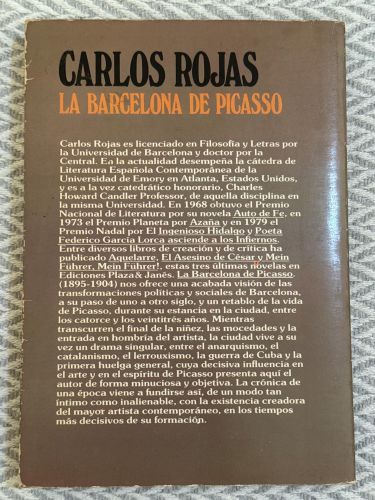 CARLOS ROJAS
LA BARCELONA DE PICASSO
Carlos Rojas es licenciado en Filosofía y Letras por
la Universidad de Barcelona y doctor por la
Central. En la actualidad desempeña la cátedra de
Literatura Española Contemporánea de la
Universidad de Emory en Atlanta, Estados Unidos,
y es a la vez catedrático honorario, Charles
Howard Candler Professor, de aquella disciplina en
la misma Universidad. En 1968 obtuvo el Premio
Nacional de Literatura por su novela Auto de Fe, en
1973 el Premio Planeta por Azaña y en 1979 el
Premio Nadal por El Ingenioso Hidalgo y Poeta
Federico García Lorca asciende a los Infiernos.
Entre diversos libros de creación y de crítica ha
publicado Aquelarre, El Asesino de César y Mein
Führer, Mein Führer!, estas tres últimas novelas en
Ediciones Plaza & Janés. La Barcelona de Picasso.
(1895-1904) nos ofrece una acabada visión de las
transformaciones políticas y sociales de Barcelona,
a su paso de uno a otro siglo, y un retablo de la vida
de Picasso, durante su estancia en la ciudad, entre
los catorce y los veintitrés años. Mientras
transcurren el final de la niñez, las mocedades y la
entrada en hombría del artista, la ciudad vive a su
vez un drama singular, entre el anarquismo, el
catalanismo, el lerrouxismo, la guerra de Cuba y la
primera huelga general, cuya decisiva influencia en
el arte y en el espíritu de Picasso presenta aquí el
autor de forma minuciosa y objetiva. La crónica de
una época viene a fundirse así, de un modo tan
íntimo como inalienable, con la existencia creadora
del mayor artista contemporáneo, en los tiempos
más decisivos de su formación.